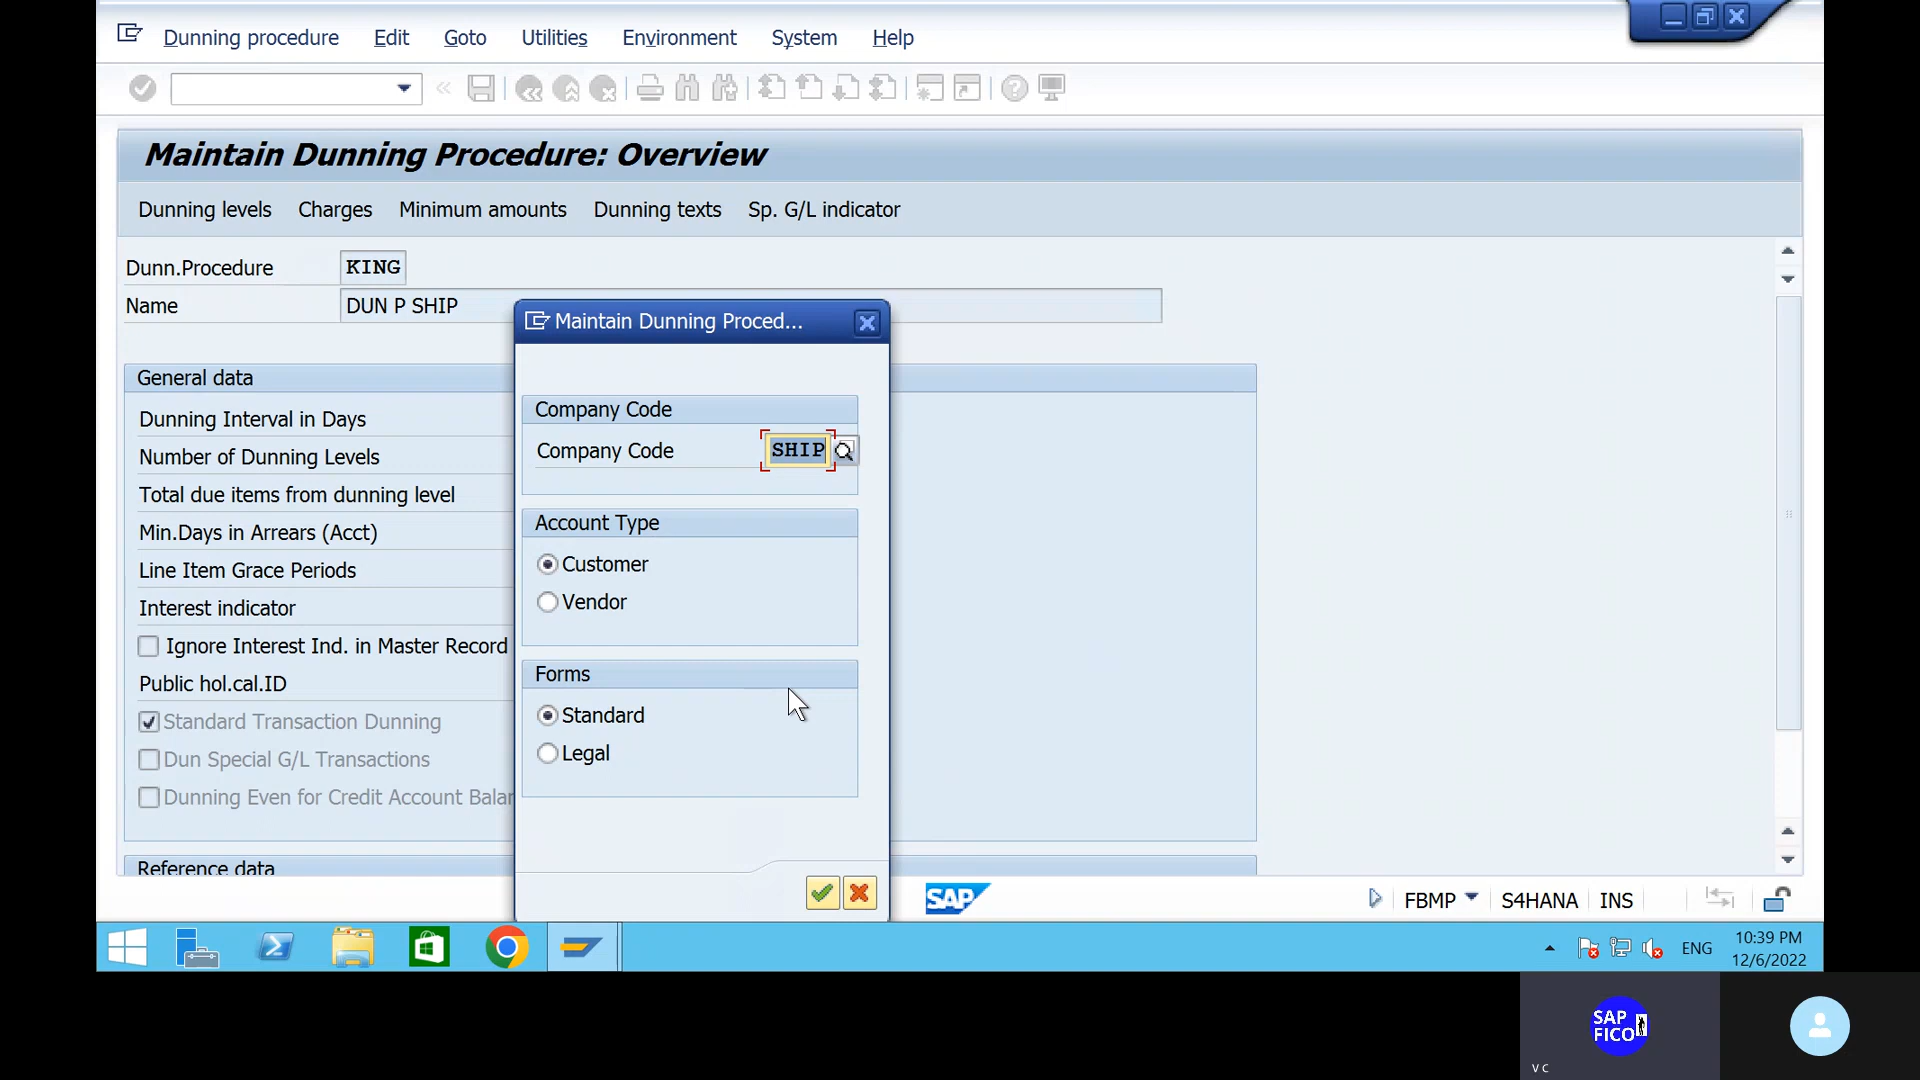 Dunning procedure Edit Goto Utilities Environment System Help
Maintain Dunning Procedure: Overview
Dunning levels Charges Minimum amounts Dunning texts Sp. G/L indicator
Dunn.Procedure KING
Name DUN P SHIP
Maintain Dunning Proced...
General data
Dunning Interval in Days
Number of Dunning Levels
Total due items from dunning level
Min.Days in Arrears (Acct)
Line Item Grace Periods
Interest indicator
Ignore Interest Ind. in Master Record
Public hol.cal.ID
Standard Transaction Dunning
Dun Special G/L Transactions
Dunning Even for Credit Account Balan
Reference data
Company Code
Company Code SHIP
Account Type
Customer
Vendor
Forms
Standard
Legal
SAP FBMP S4HANA INS
ENG
10:39 PM
12/6/2022
SAP
FICO
V C